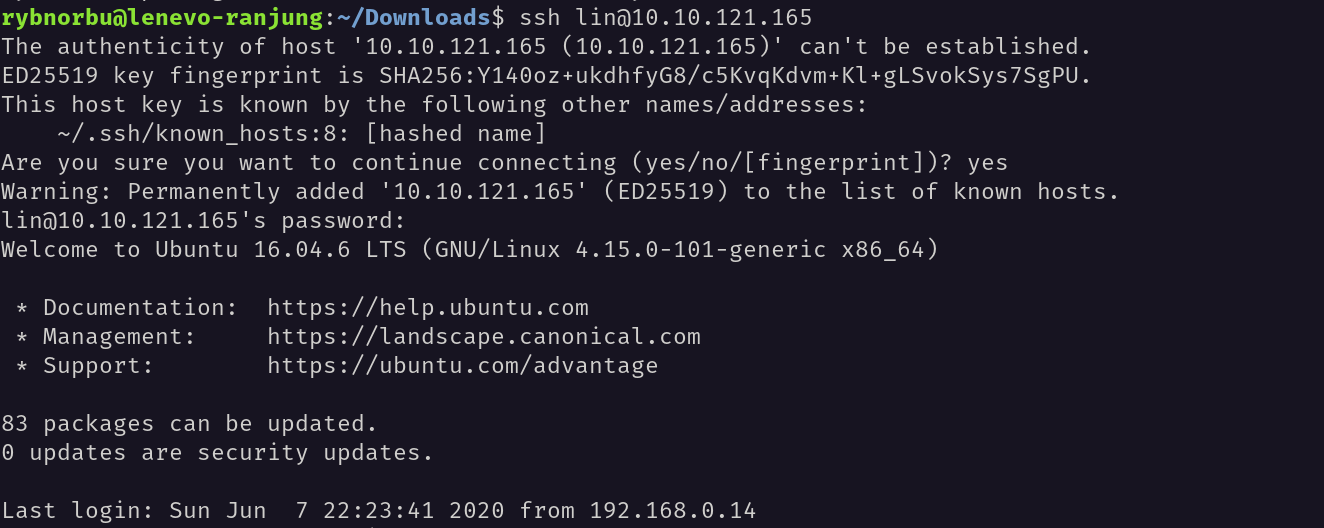 rybnorbu@lenevo-ranjung:~/Downloads$ ssh lin@10.10.121.165
The authenticity of host '10.10.121.165 (10.10.121.165)' can't be established.
ED25519 key fingerprint is SHA256:Y140oz+ukdhfyG8/c5KvqKdvm+Kl+gLSvokSys7SgPU.
This host key is known by the following other names/addresses:
    ~/.ssh/known_hosts:8: [hashed name]
Are you sure you want to continue connecting (yes/no/[fingerprint])? yes
Warning: Permanently added '10.10.121.165' (ED25519) to the list of known hosts.
lin@10.10.121.165's password:
Welcome to Ubuntu 16.04.6 LTS (GNU/Linux 4.15.0-101-generic x86_64)
 * Documentation:  https://help.ubuntu.com
 * Management:     https://landscape.canonical.com
 * Support:        https://ubuntu.com/advantage
83 packages can be updated.
0 updates are security updates.
Last login: Sun Jun  7 22:23:41 2020 from 192.168.0.14